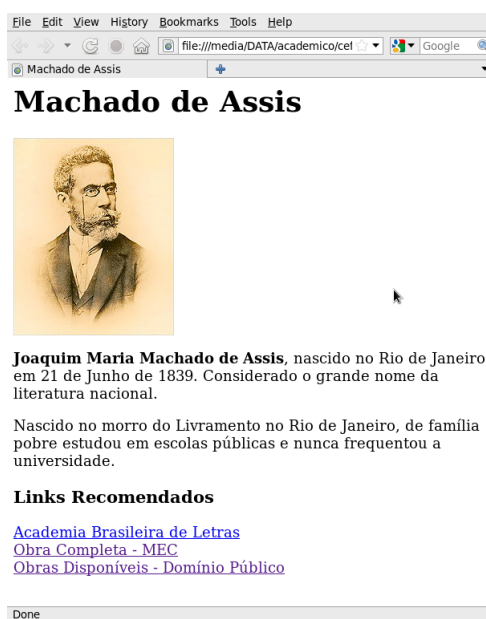 File Edit View History Bookmarks Tools Help
file:///media/DATA/academico/cef Google
Machado de Assis
Machado de Assis
Joaquim Maria Machado de Assis, nascido no Rio de Janeiro
em 21 de Junho de 1839. Considerado o grande nome da
literatura nacional.
Nascido no morro do Livramento no Rio de Janeiro, de família
pobre estudou em escolas públicas e nunca frequentou a
universidade.
Links Recomendados
Academia Brasileira de Letras
Obra Completa - MEC
Obras Disponíveis - Domínio Público
Done